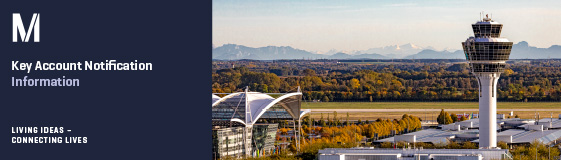 M
Key Account Notification
Information
LIVING IDEAS –
CONNECTING LIVES